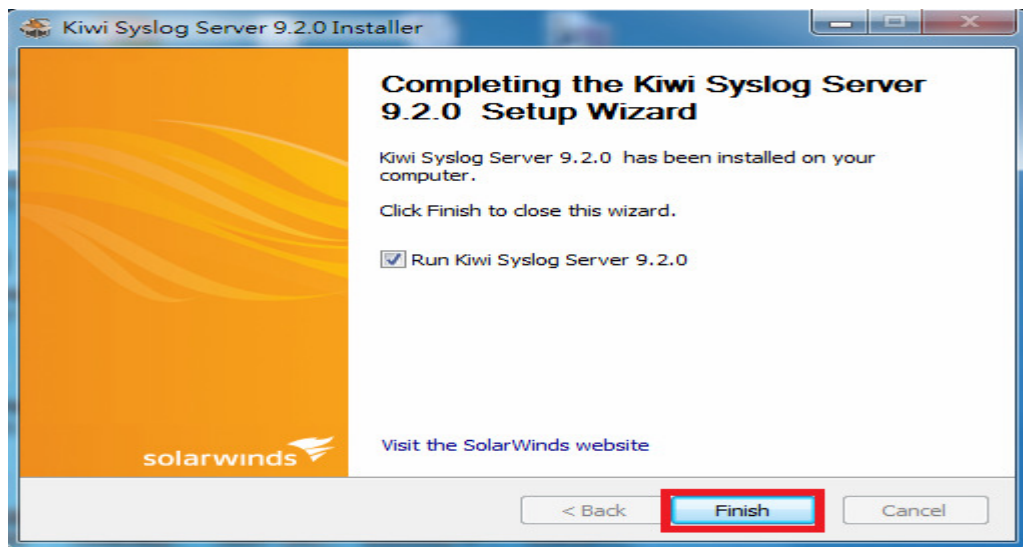 Kiwi Syslog Server 9.2.0 Installer
Completing the Kiwi Syslog Server
9.2.0 Setup Wizard
Kiwi Syslog Server 9.2.0 has been installed on your
computer.
Click Finish to close this wizard.
Run Kiwi Syslog Server 9.2.0
Visit the SolarWinds website
solarwinds
< Back
Finish
Cancel